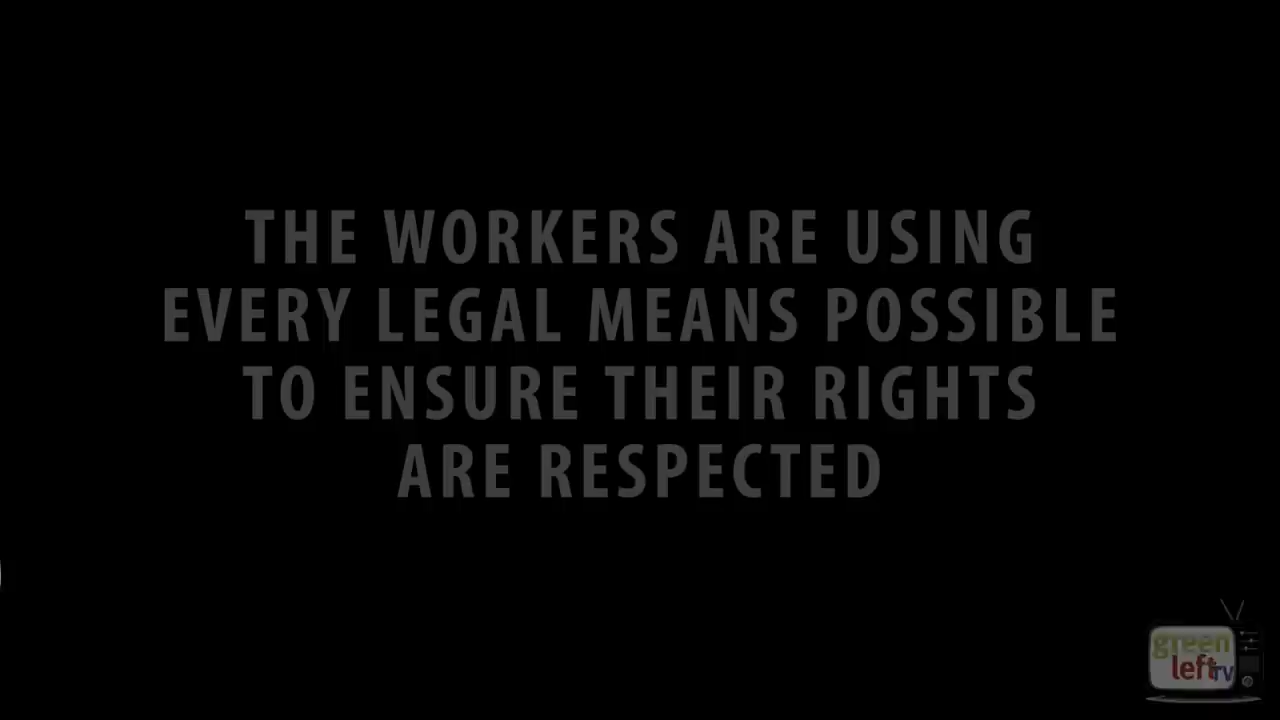 THE WORKERS ARE USING
EVERY LEGAL MEANS POSSIBLE
TO ENSURE THEIR RIGHTS
ARE RESPECTED
green
left TV